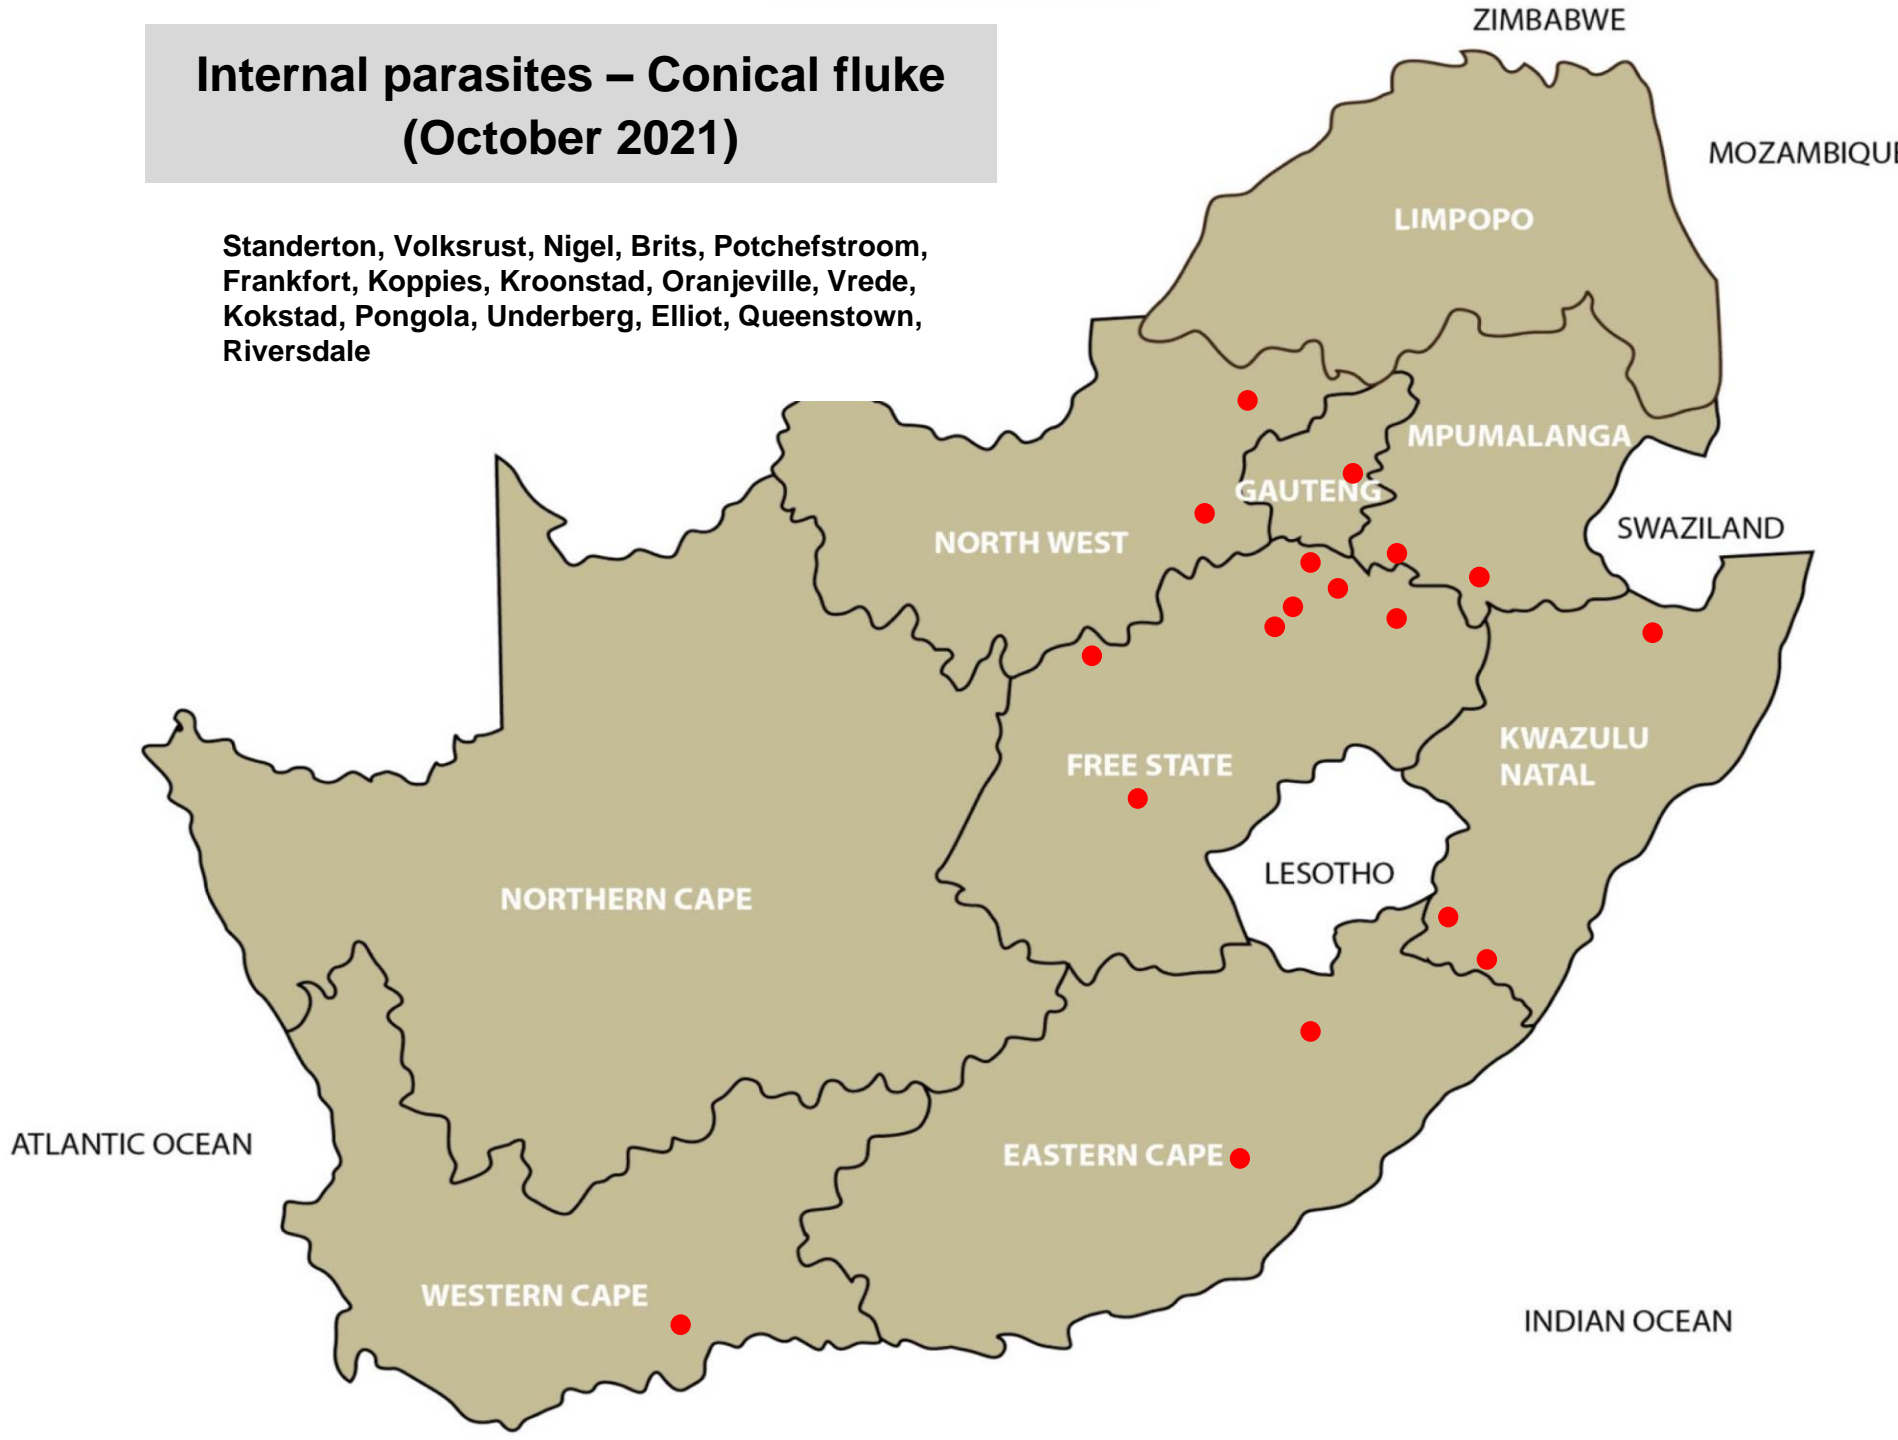 Internal parasites – Conical fluke
(October 2021)
Standerton, Volksrust, Nigel, Brits, Potchefstroom,
Frankfort, Koppies, Kroonstad, Oranjeville, Vrede,
Kokstad, Pongola, Underberg, Elliot, Queenstown,
Riversdale
ZIMBABWE
MOZAMBIQUE
LIMPOPO
MPUMALANGA
GAUTENG
SWAZILAND
NORTH WEST
KWAZULU
NATAL
FREE STATE
LESOTHO
NORTHERN CAPE
ATLANTIC OCEAN
EASTERN CAPE
WESTERN CAPE
INDIAN OCEAN